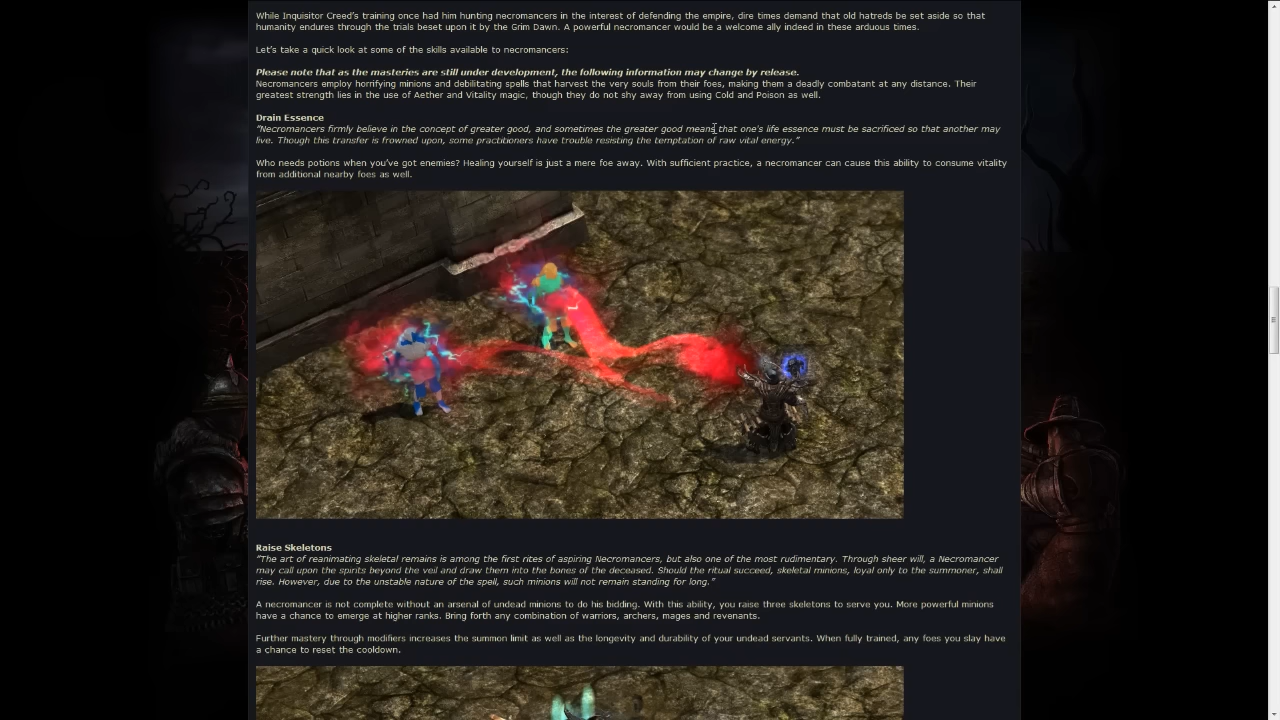 While Inquisitor Creed's training once had him hunting necromancers in the interest of defending the empire, dire times demand that old hatreds be set aside so that
humanity endures through the trials beset upon it by the Grim Dawn. A powerful necromancer would be a welcome ally indeed in these arduous times.
Let's take a quick look at some of the skills available to necromancers:
Please note that as the masteries are still under development, the following information may change by release.
Necromancers employ horrifying minions and debilitating spells that harvest the very souls from their foes, making them a deadly combatant at any distance. Their
greatest strength lies in the use of Aether and Vitality magic, though they do not shy away from using Cold and Poison as well.
Drain Essence
"Necromancers firmly believe in the concept of greater good, and sometimes the greater good means that one's life essence must be sacrificed so that another may
live. Though this transfer is frowned upon, some practitioners have trouble resisting the temptation of raw vital energy."
Who needs potions when you've got enemies? Healing yourself is just a mere foe away. With sufficient practice, a necromancer can cause this ability to consume vitality
from additional nearby foes as well.
Raise Skeletons
"The art of reanimating skeletal remains is among the first rites of aspiring Necromancers, but also one of the most rudimentary. Through sheer will, a Necromancer
may call upon the spirits beyond the veil and draw them into the bones of the deceased. Should the ritual succeed, skeletal minions, loyal only to the summoner, shall
rise. However, due to the unstable nature of the spell, such minions will not remain standing for long."
A necromancer is not complete without an arsenal of undead minions to do his bidding. With this ability, you raise three skeletons to serve you. More powerful minions
have a chance to emerge at higher ranks. Bring forth any combination of warriors, archers, mages and revenants.
Further mastery through modifiers increases the summon limit as well as the longevity and durability of your undead servants. When fully trained, any foes you slay have
a chance to reset the cooldown.